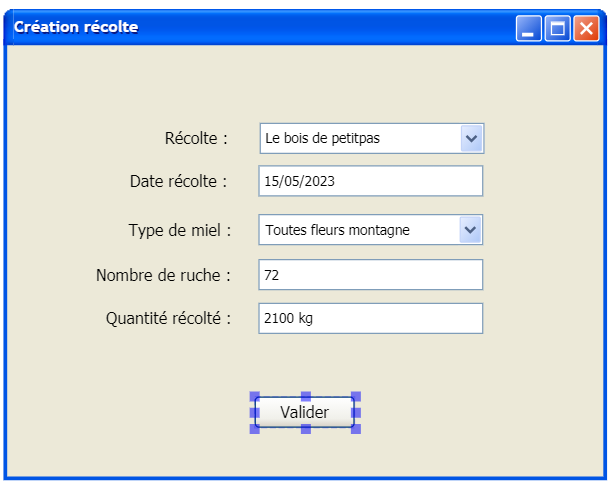 Création récolte
Récolte : Le bois de petitpas
Date récolte : 15/05/2023
Type de miel : Toutes fleurs montagne
Nombre de ruche : 72
Quantité récolté : 2100 kg
Valider